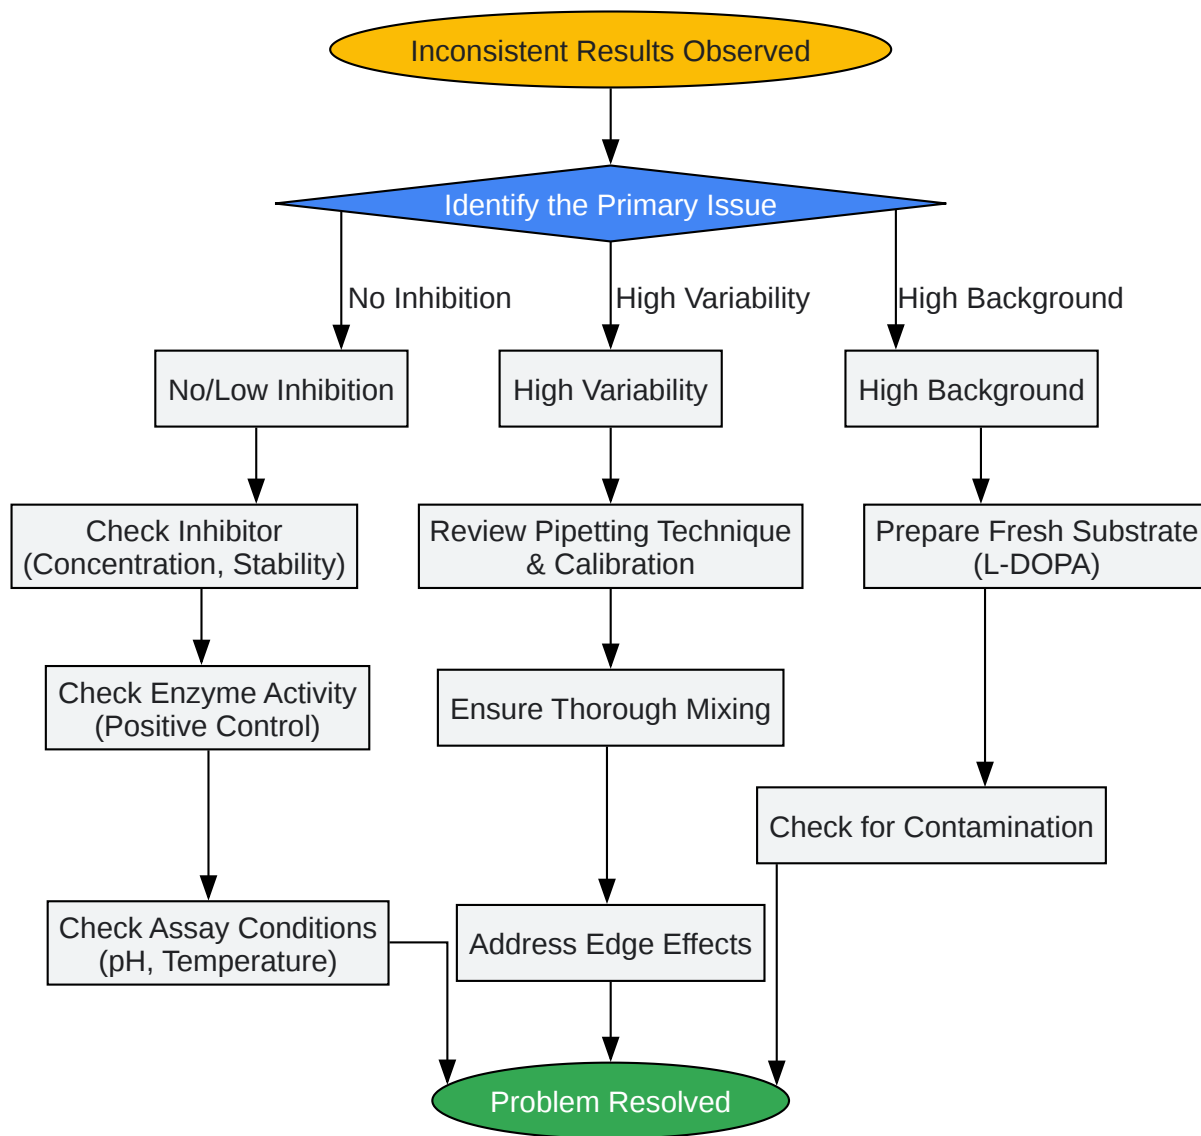 Inconsistent Results Observed
Identify the Primary Issue
No Inhibition
High Variability
High Background
No/Low Inhibition
High Variability
High Background
Check Inhibitor
(Concentration, Stability)
Review Pipetting Technique
& Calibration
Prepare Fresh Substrate
(L-DOPA)
Check Enzyme Activity
(Positive Control)
Ensure Thorough Mixing
Check for Contamination
Check Assay Conditions
(pH, Temperature)
Address Edge Effects
Problem Resolved